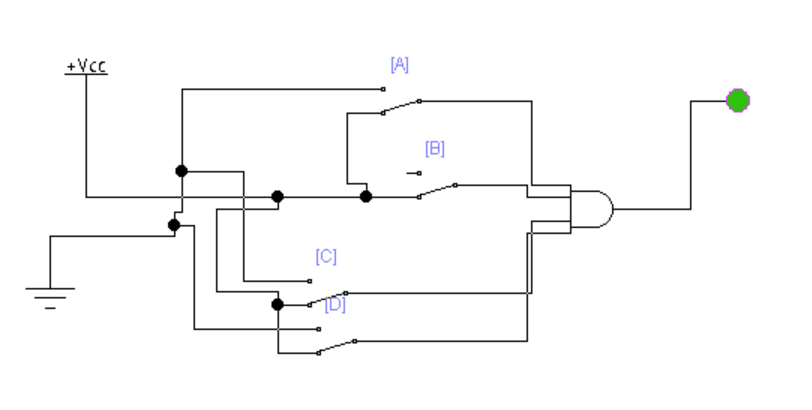 +Vcc
[A]
[B]
[C]
[D]